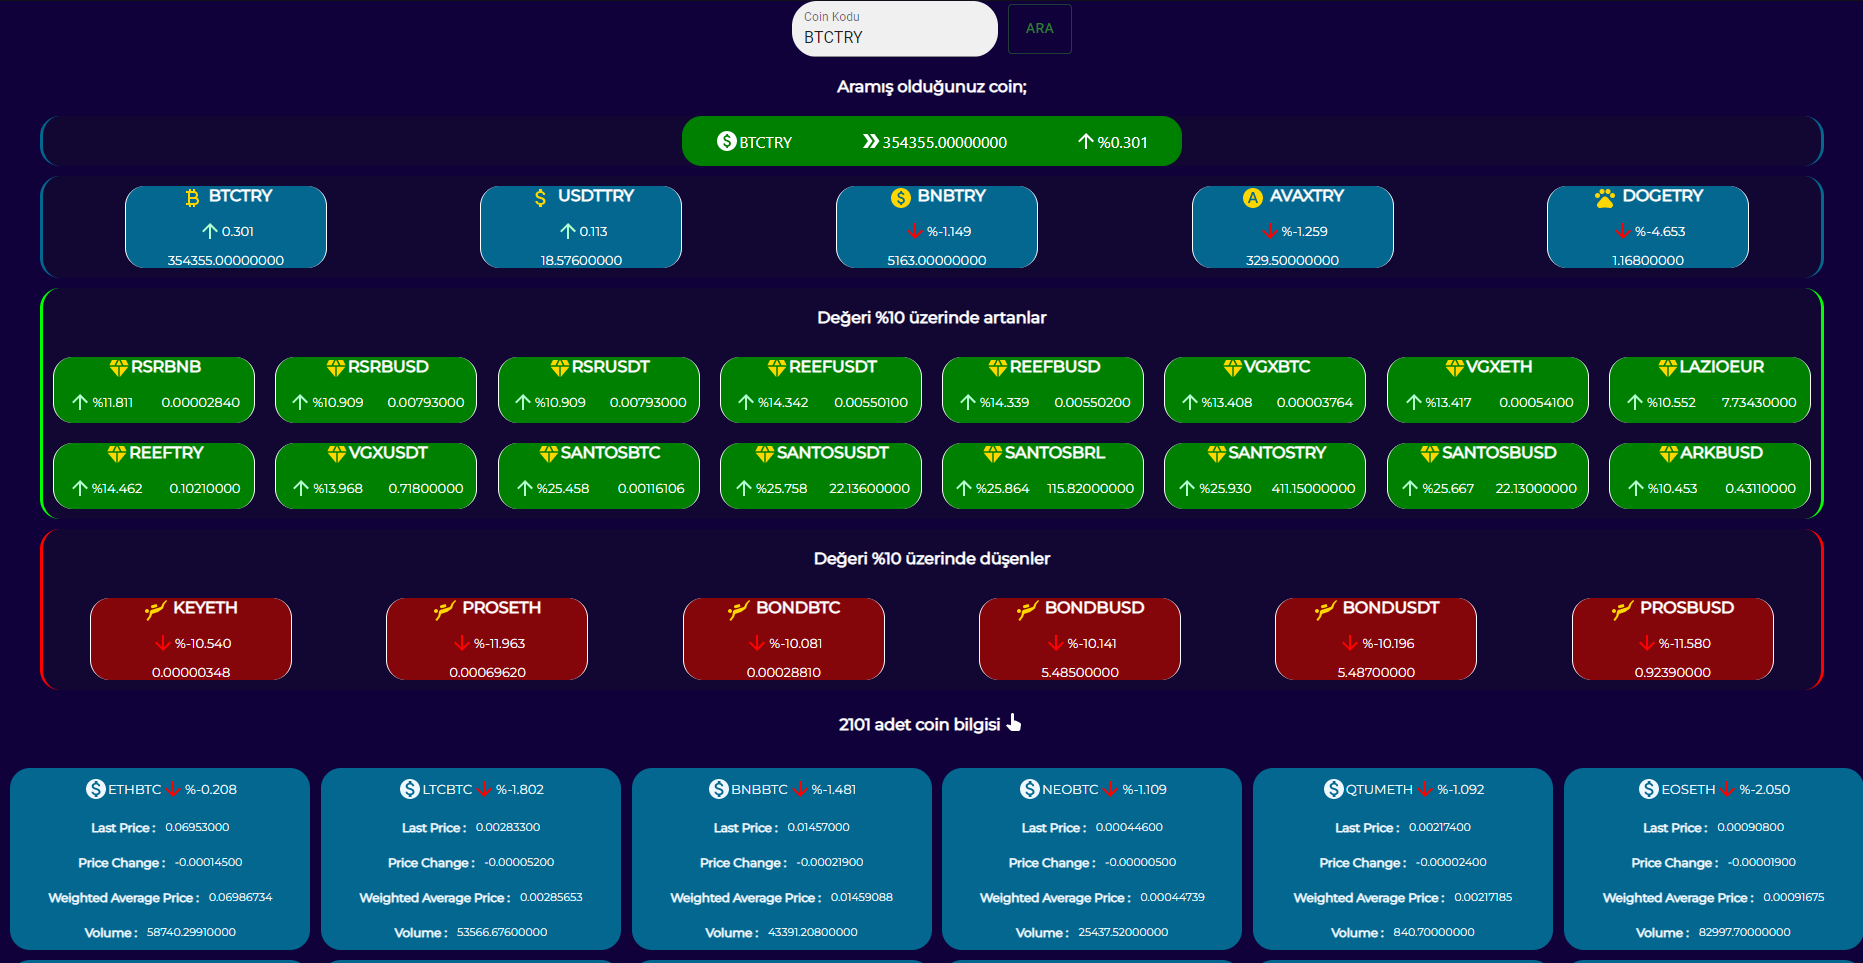 Coin Kodu
BTCTRY
ARA
Aramış olduğunuz coin;
BTCTRY 354355.00000000 %0.301
BTCTRY USDTTRY BNBTRY AVAXTRY DOGETRY
0.301 0.113 %-1.149 %-1.259 %-4.653
354355.00000000 18.57600000 5163.00000000 329.50000000 1.16800000
Değeri %10 üzerinde artanlar
RSRBNB RSRBUSD RSRUSDT REEFUSDT REEFBUSD VGXBTC VGXETH LAZIOEUR
%11.811 0.00002840 %10.909 0.00793000 %10.909 0.00793000 %14.342 0.00550100 %14.339 0.00550200 %13.408 0.00003764 %13.417 0.00054100 %10.552 7.73430000
REEFTRY VGXUSDT SANTOSBTC SANTOSUSDT SANTOSBRL SANTOSTRY SANTOSBUSD ARKBUSD
%14.462 0.10210000 %13.968 0.71800000 %25.458 0.00116106 %25.758 22.13600000 %25.864 115.82000000 %25.930 411.15000000 %25.667 22.13000000 %10.453 0.43110000
Değeri %10 üzerinde düşenler
KEYETH PROSETH BONDBTC BONDBUSD BONDUSDT PROSBUSD
%-10.540 %-11.963 %-10.081 %-10.141 %-10.196 %-11.580
0.00000348 0.00069620 0.00028810 5.48500000 5.48700000 0.92390000
2101 adet coin bilgisi
ETHBTC %-0.208 LTCBTC %-1.802 BNBBTC %-1.481 NEOBTC %-1.109 QTUMETH %-1.092 EOSETH %-2.050
Last Price : 0.06953000 Last Price : 0.00283300 Last Price : 0.01457000 Last Price : 0.00044600 Last Price : 0.00217400 Last Price : 0.00090800
Price Change : -0.00014500 Price Change : -0.00005200 Price Change : -0.00021900 Price Change : -0.00000500 Price Change : -0.00002400 Price Change : -0.00001900
Weighted Average Price : 0.06986734 Weighted Average Price : 0.00285653 Weighted Average Price : 0.01459088 Weighted Average Price : 0.00044739 Weighted Average Price : 0.00217185 Weighted Average Price : 0.00091675
Volume : 58740.29910000 Volume : 53566.67600000 Volume : 43391.20800000 Volume : 25437.52000000 Volume : 840.70000000 Volume : 82997.70000000